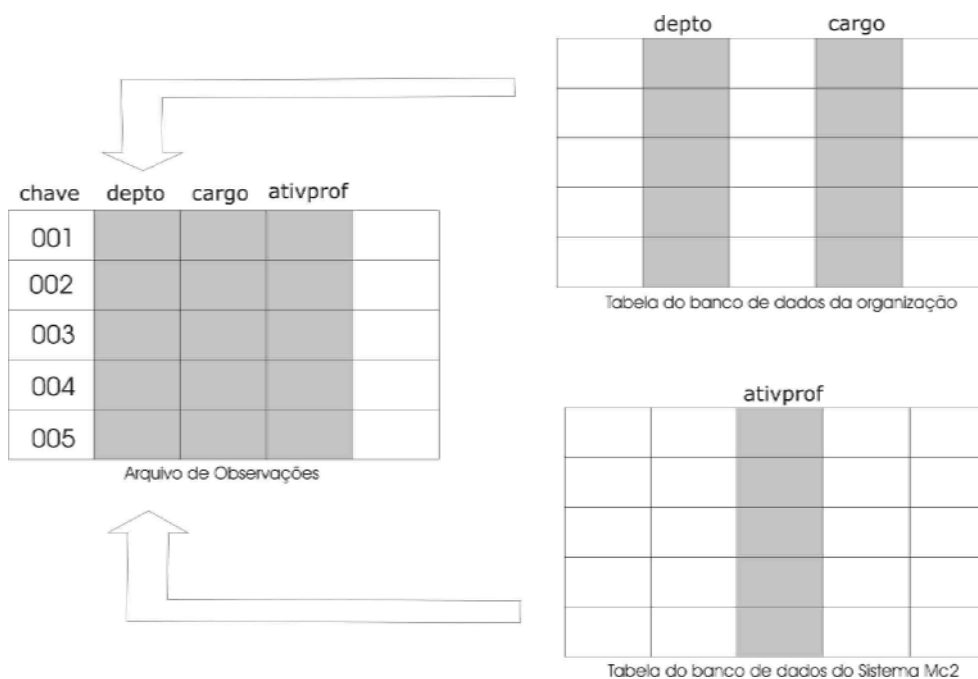 depto cargo
Tabela do banco de dados da organização
chave depto cargo ativprof
001
002
003
004
005
Arquivo de Observações
ativprof
Tabela do banco de dados do Sistema Mc2